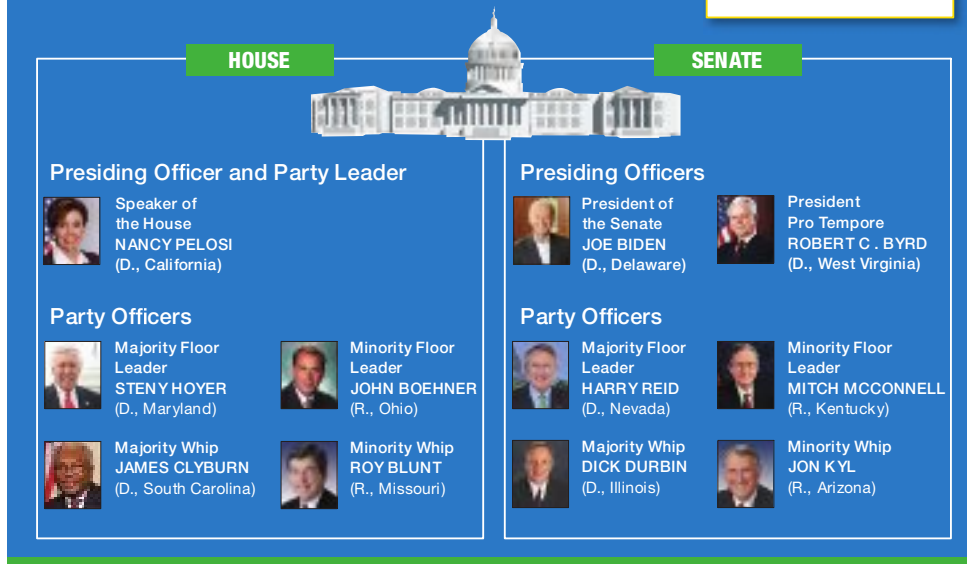 HOUSE
SENATE
Presiding Officer and Party Leader
Speaker of
the House
NANCY PELOSI
(D., California)
Party Officers
Majority Floor
Leader
STENY HOYER
(D., Maryland)
Minority Floor
Leader
JOHN BOEHNER
(R., Ohio)
Majority Whip
JAMES CLYBURN
(D., South Carolina)
Minority Whip
ROY BLUNT
(R., Missouri)
Presiding Officers
President of
the Senate
JOE BIDEN
(D., Delaware)
President
Pro Tempore
ROBERT C . BYRD
(D., West Virginia)
Party Officers
Majority Floor
Leader
HARRY REID
(D., Nevada)
Minority Floor
Leader
MITCH MCCONNELL
(R., Kentucky)
Majority Whip
DICK DURBIN
(D., Illinois)
Minority Whip
JON KYL
(R., Arizona)